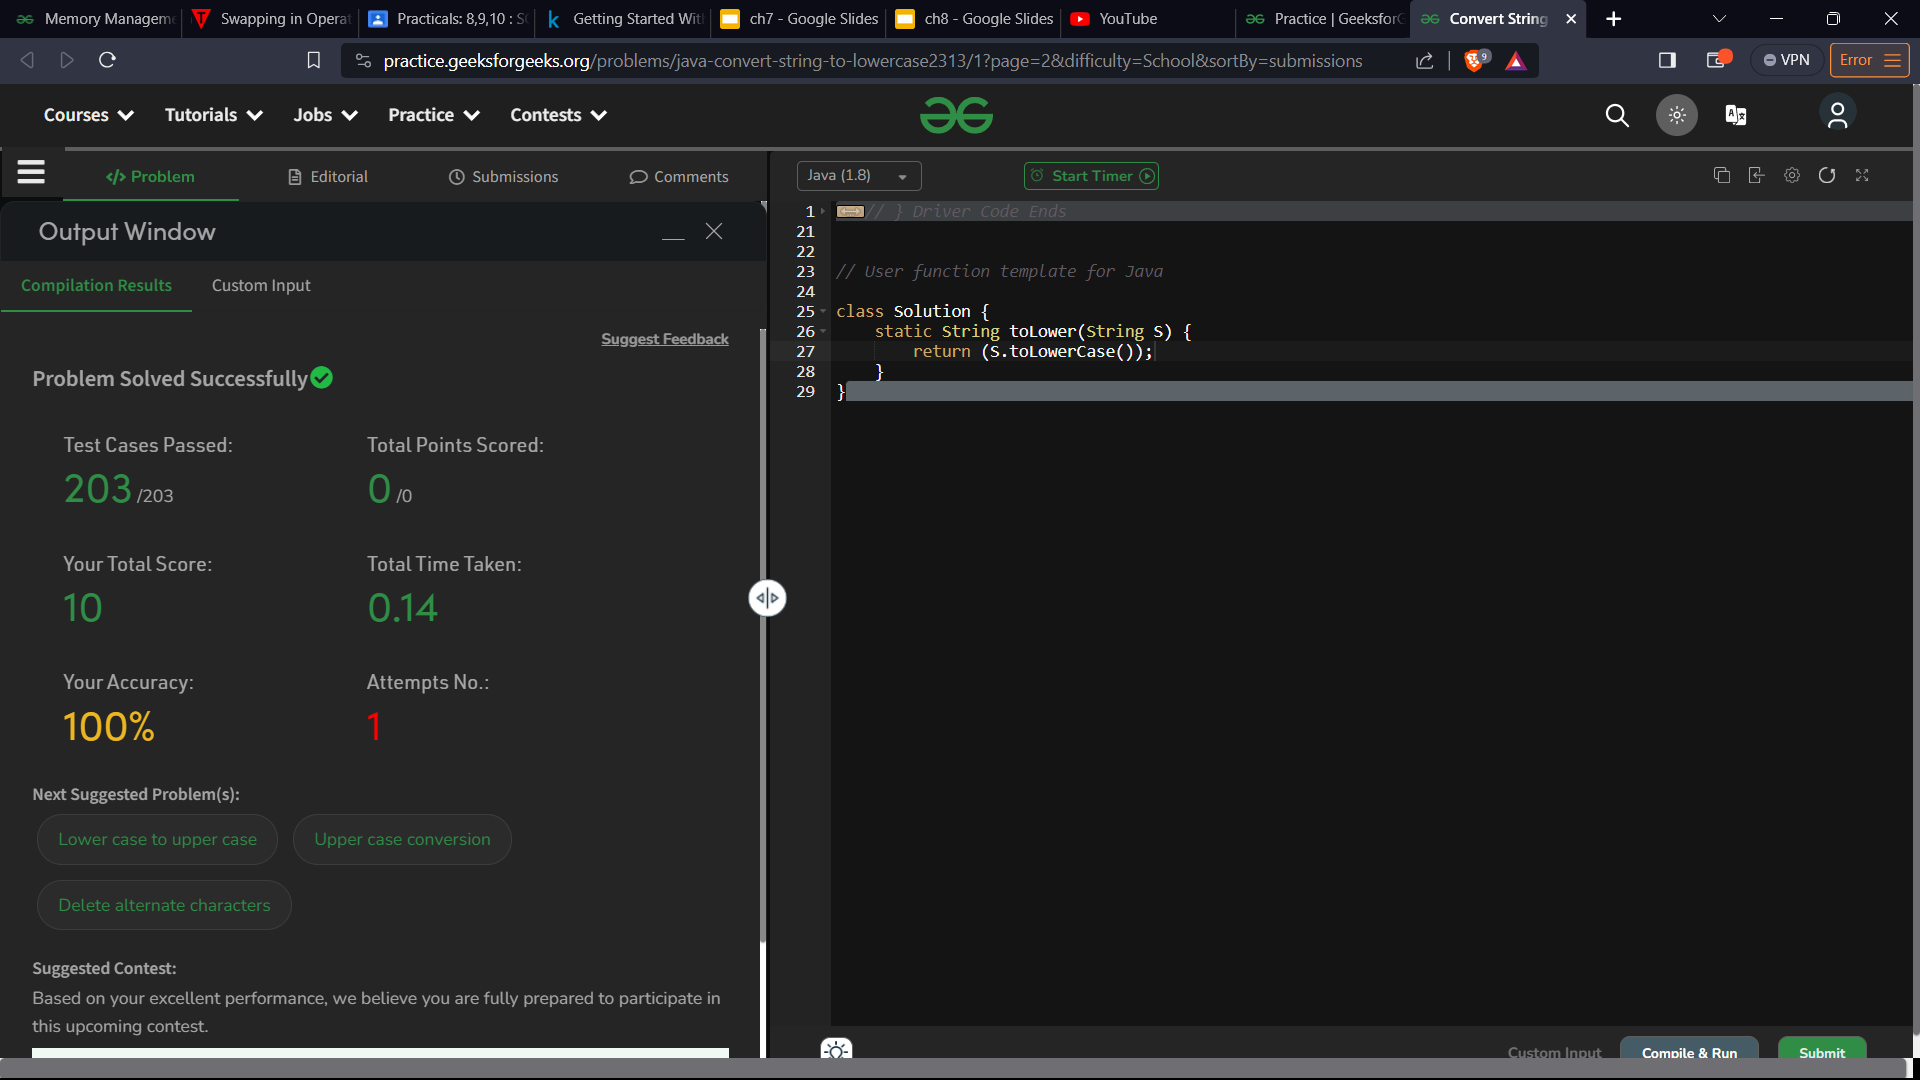 Memory Manageme
Swapping in Operat
Practicals: 8,9,10 : SC
Getting Started With
ch7 - Google Slides
ch8 - Google Slides
YouTube
Practice | GeeksforG
Convert String
practice.geeksforgeeks.org/problems/java-convert-string-to-lowercase2313/1?page=2&difficulty=School&sortBy=submissions
9
VPN
Error
Courses
Tutorials
Jobs
Practice
Contests
</> Problem
Editorial
Submissions
Comments
Java (1.8)
Start Timer
Output Window
Compilation Results
Custom Input
Suggest Feedback
Problem Solved Successfully
Test Cases Passed:
203 /203
Total Points Scored:
0 /0
Your Total Score:
10
Total Time Taken:
0.14
Your Accuracy:
100%
Attempts No.:
1
Next Suggested Problem(s):
Lower case to upper case
Upper case conversion
Delete alternate characters
Suggested Contest:
Based on your excellent performance, we believe you are fully prepared to participate in
this upcoming contest.
1 // } Driver Code Ends
21
22
23 // User function template for Java
24
25 class Solution {
26 static String toLower(String S) {
27 return (S.toLowerCase());
28 }
29 }
Custom Input
Compile & Run
Submit